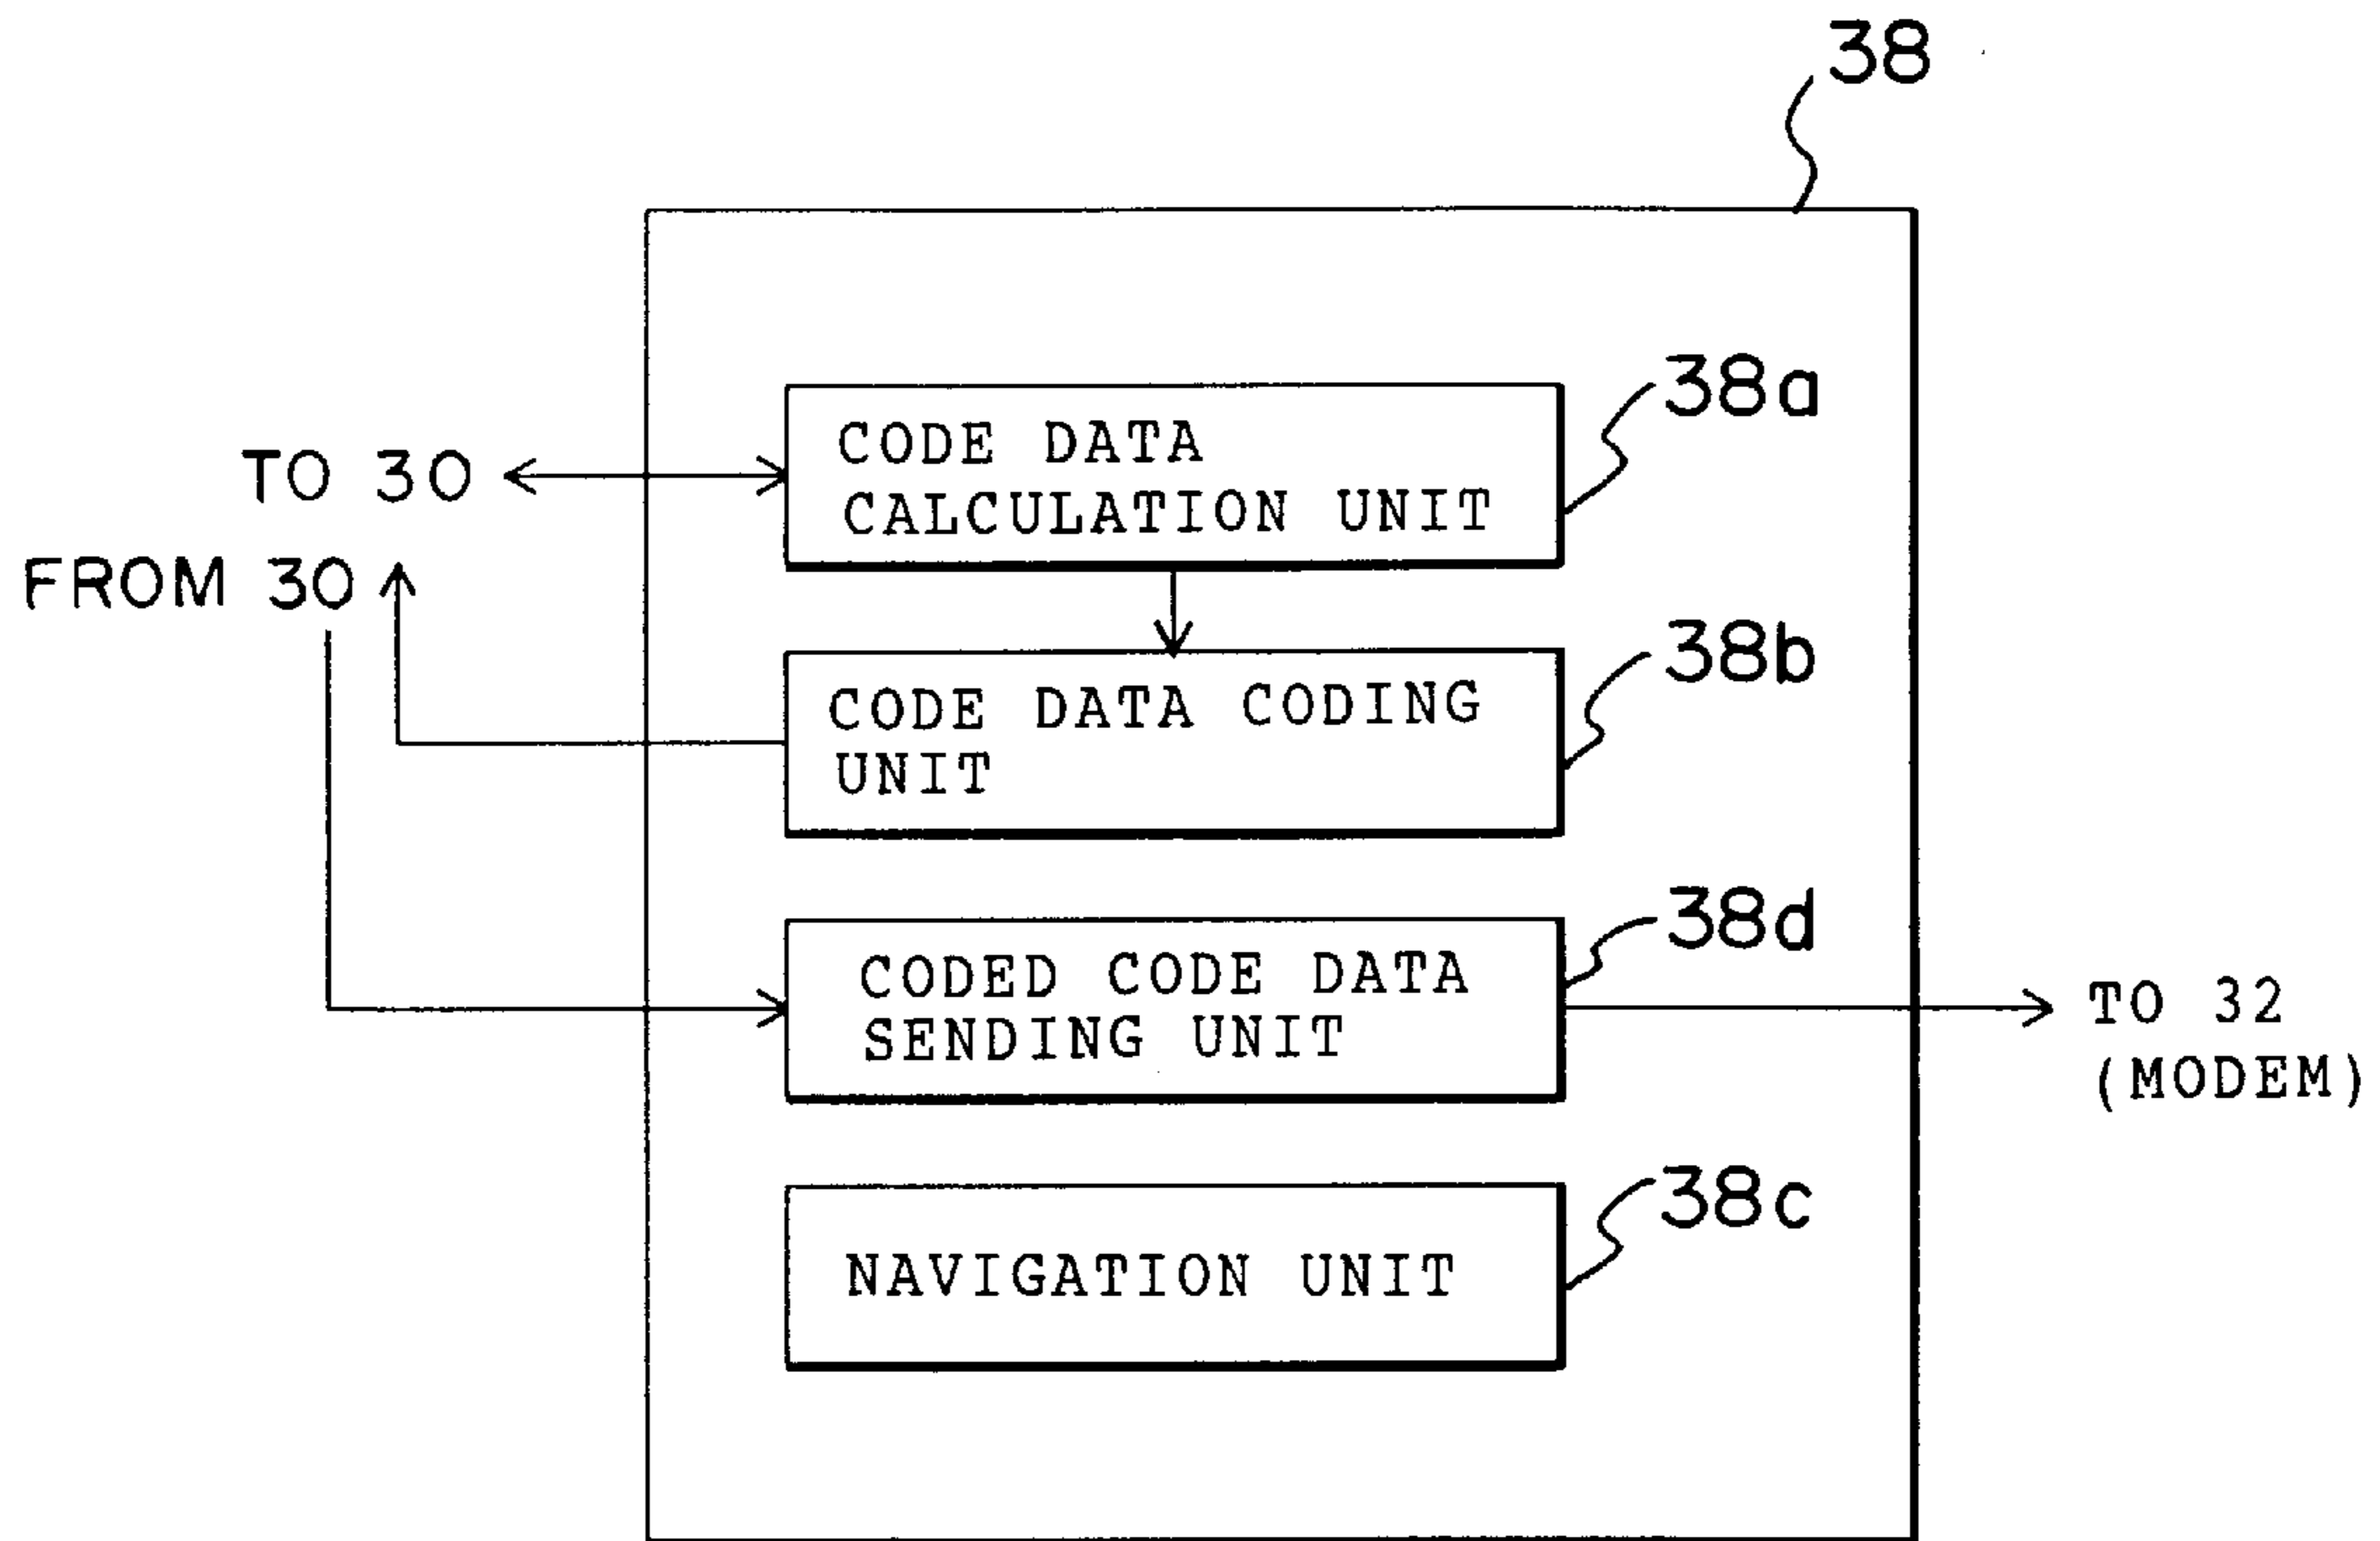 38
38a
CODE DATA
CALCULATION UNIT
TO 30
FROM 30
38b
CODE DATA CODING
UNIT
38d
CODED CODE DATA
SENDING UNIT
TO 32
(MODEM)
38c
NAVIGATION UNIT